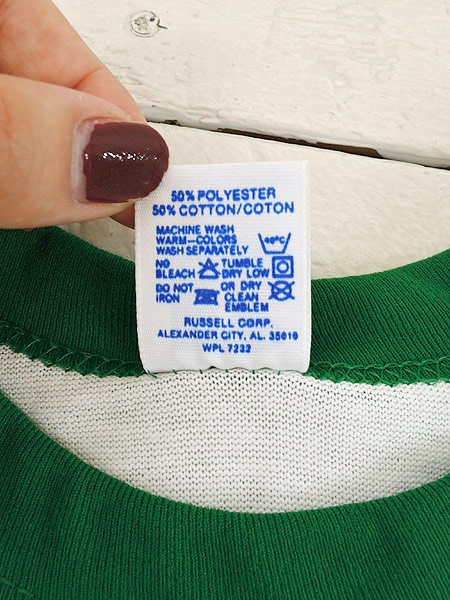 50% POLYESTER
50% COTTON/COTON
MACHINE WASH
WARM-COLORS
WASH SEPARATELY
40°C
NO
BLEACH
TUMBLE
DRY LOW
DO NOT
IRON
OR DRY
CLEAN
EMBLEM
RUSSELL CORP.
ALEXANDER CITY, AL. 35010
WPL 7232